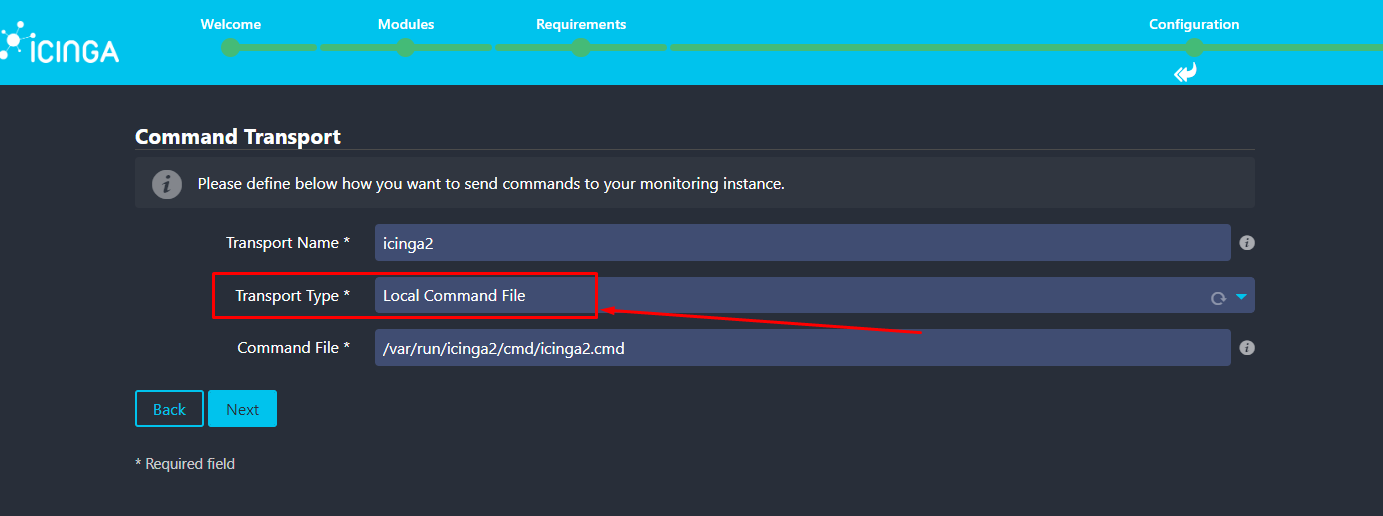 Welcome Modules Requirements Configuration
ICINGA
Command Transport
Please define below how you want to send commands to your monitoring instance.
Transport Name * icinga2
Transport Type * Local Command File
Command File * /var/run/icinga2/cmd/icinga2.cmd
Back Next
* Required field